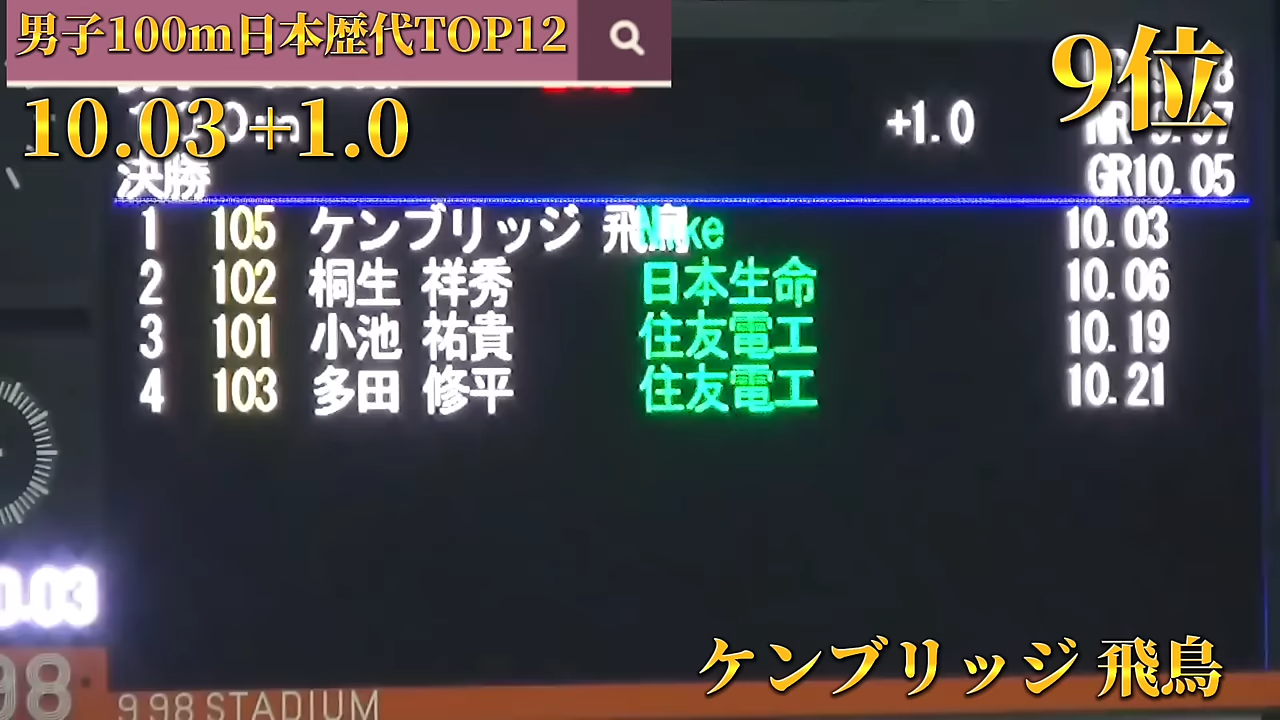 男子100m日本歴代TOP12
9位
10.03 +1.0
+1.0
決勝
GR10.05
1 105 ケンブリッジ 飛鳥 Nike 10.03
2 102 桐生 祥秀 日本生命 10.06
3 101 小池 祐貴 住友電工 10.19
4 103 多田 修平 住友電工 10.21
0.03
98
9.98 STADIUM
ケンブリッジ 飛鳥